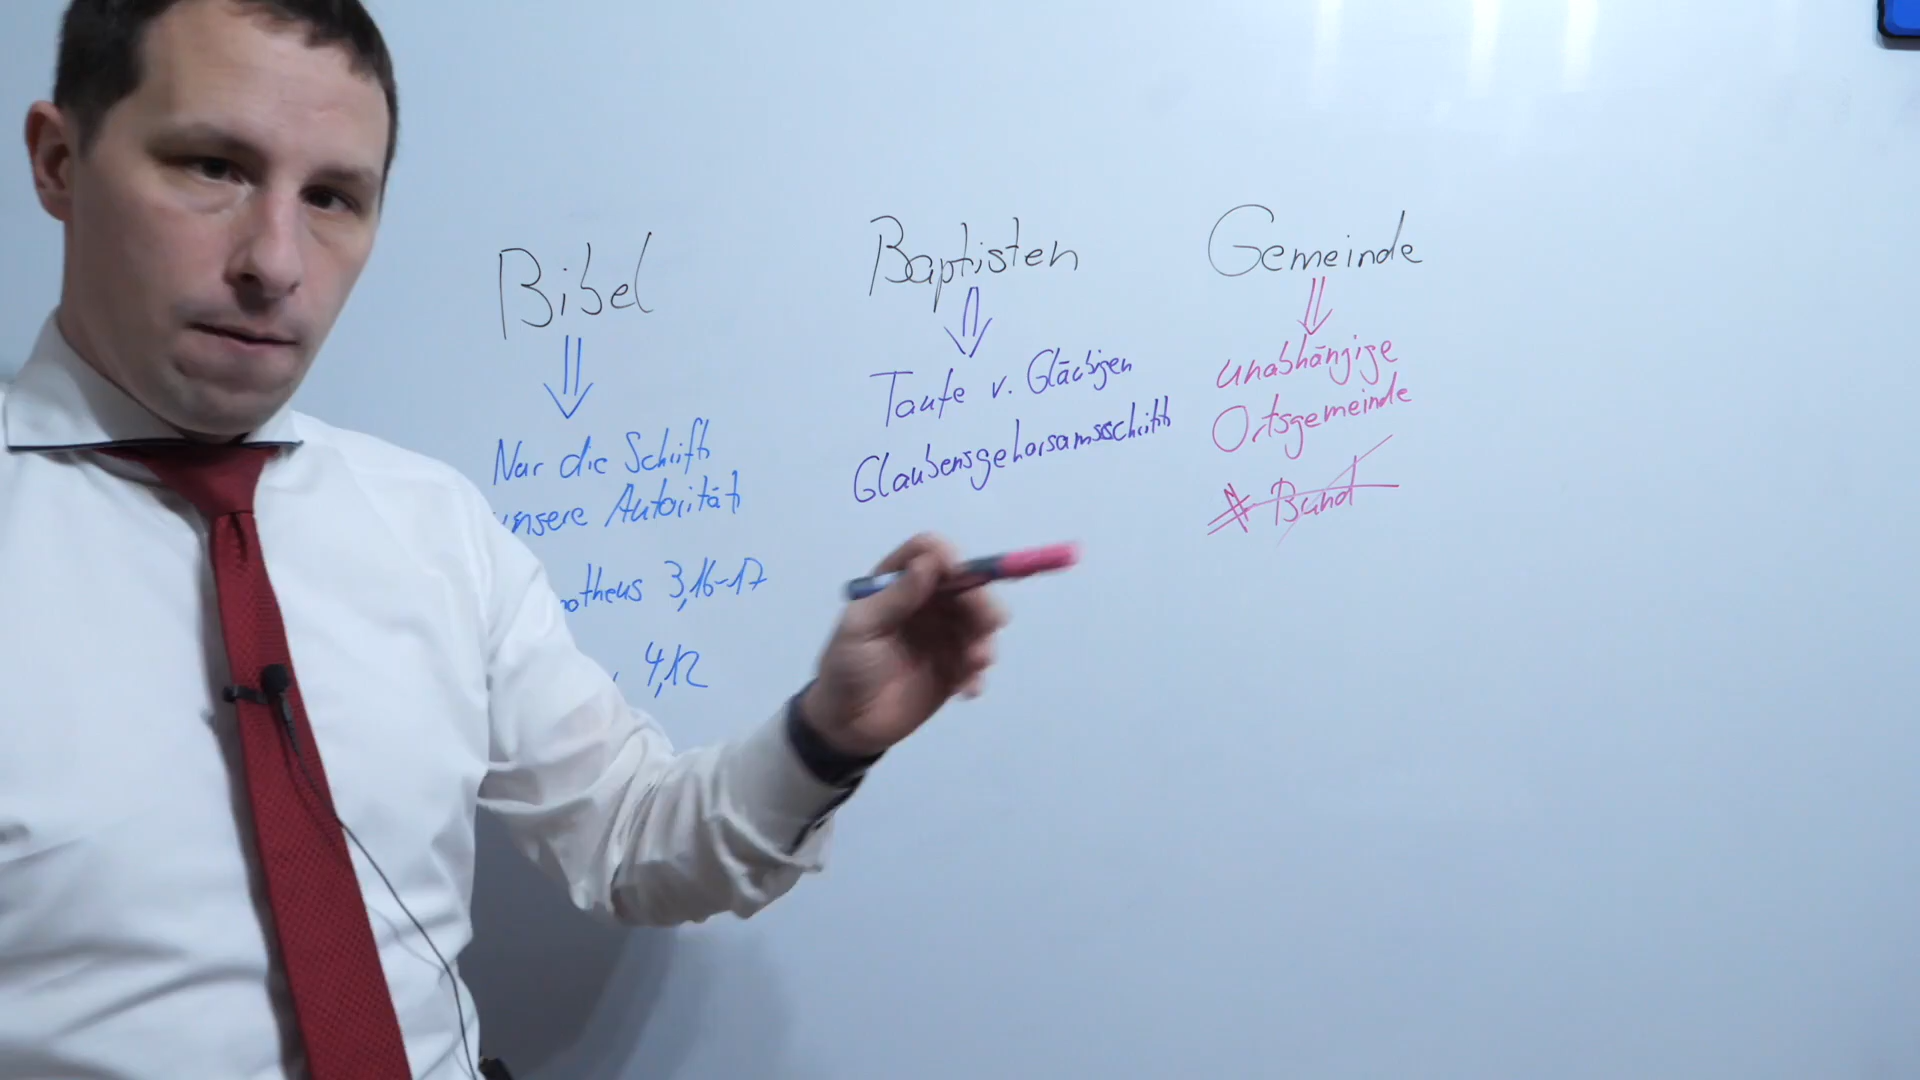 Bibel
Nur die Schrift
unsere Autorität
otheus 3,16-17
4,12
Baptisten
Taufe v. Gläubigen
Glaubensgehorsamsschritt
Gemeinde
unabhängige
Ortsgemeinde
Bund